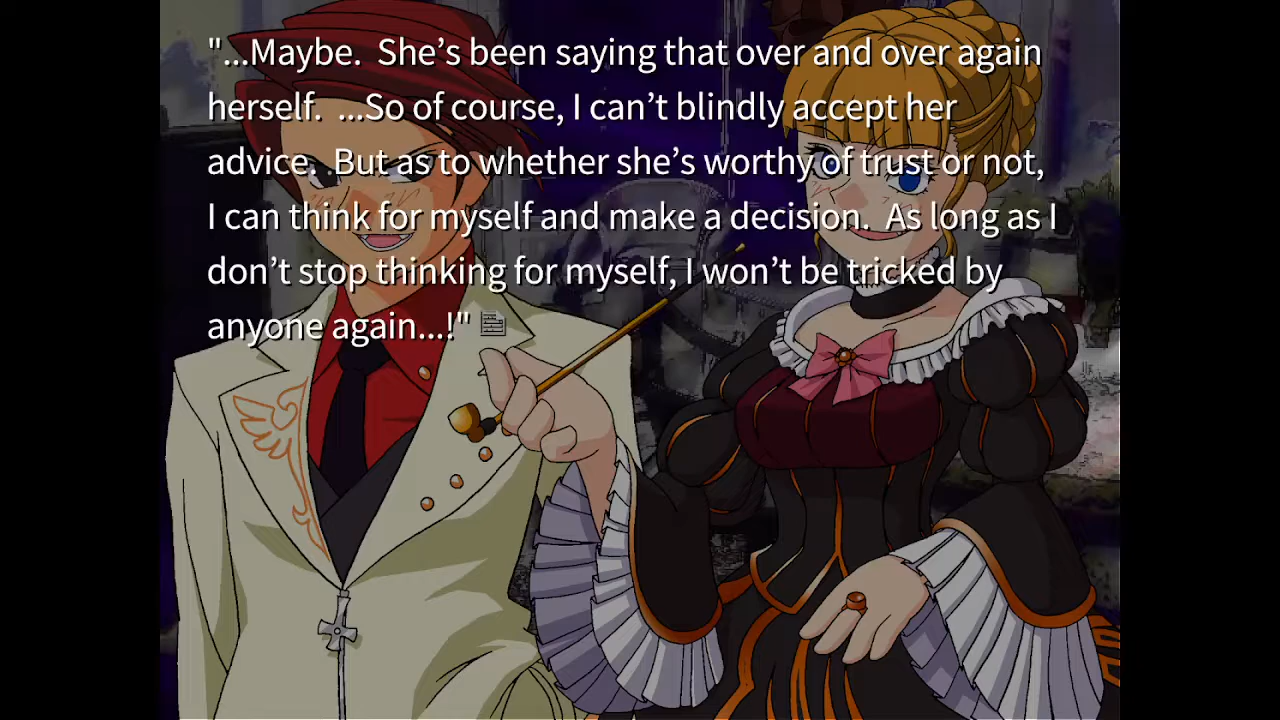 "...Maybe.  She’s been saying that over and over again
herself.  ...So of course, I can’t blindly accept her
advice.  But as to whether she’s worthy of trust or not,
I can think for myself and make a decision.  As long as I
don’t stop thinking for myself, I won’t be tricked by
anyone again...!"